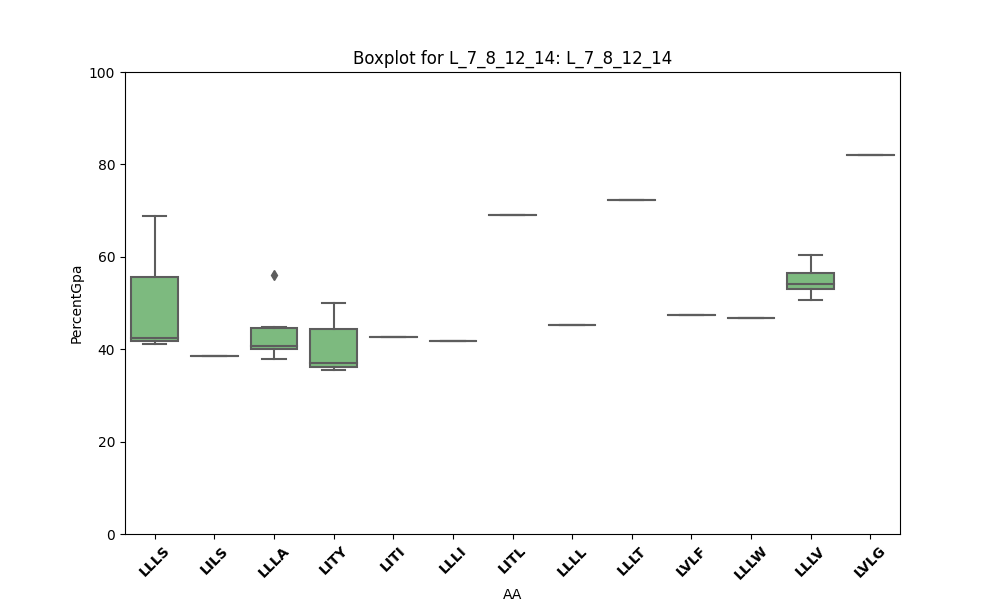 Boxplot for L_7_8_12_14: L_7_8_12_14
100
80
60
40
20
0
PercentGpa
LLLS LILS LLLA LITY LITI LLLI LITL LLLL LLLT LVLF LLLW LLLV LVLG
AA